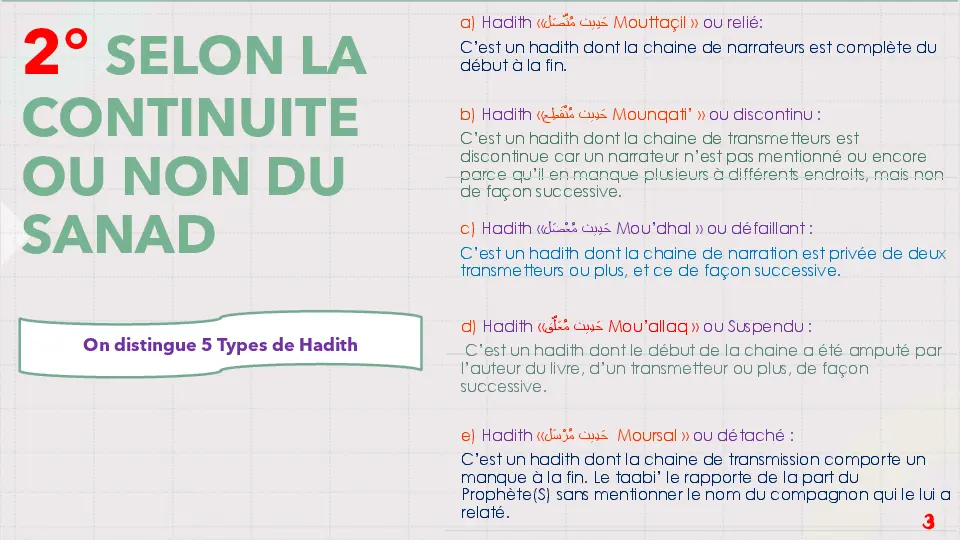 2° SELON LA
CONTINUITE
OU NON DU
SANAD
On distingue 5 Types de Hadith
a) Hadith «حَدِيث مُتَّصَل Mouttaçil » ou relié:
C’est un hadith dont la chaine de narrateurs est complète du
début à la fin.
b) Hadith «حَدِيث مُنْقَطِع Mounqati’ » ou discontinu :
C’est un hadith dont la chaine de transmetteurs est
discontinue car un narrateur n’est pas mentionné ou encore
parce qu’il en manque plusieurs à différents endroits, mais non
de façon successive.
c) Hadith «حَدِيث مُعْضَل Mou’dhal » ou défaillant :
C’est un hadith dont la chaine de narration est privée de deux
transmetteurs ou plus, et ce de façon successive.
d) Hadith «حَدِيث مُعَلَّق Mou’allaq » ou Suspendu :
C’est un hadith dont le début de la chaine a été amputé par
l’auteur du livre, d’un transmetteur ou plus, de façon
successive.
e) Hadith «حَدِيث مُرْسَل Moursal » ou détaché :
C’est un hadith dont la chaine de transmission comporte un
manque à la fin. Le taabi’ le rapporte de la part du
Prophète(S) sans mentionner le nom du compagnon qui le lui a
relaté.
3